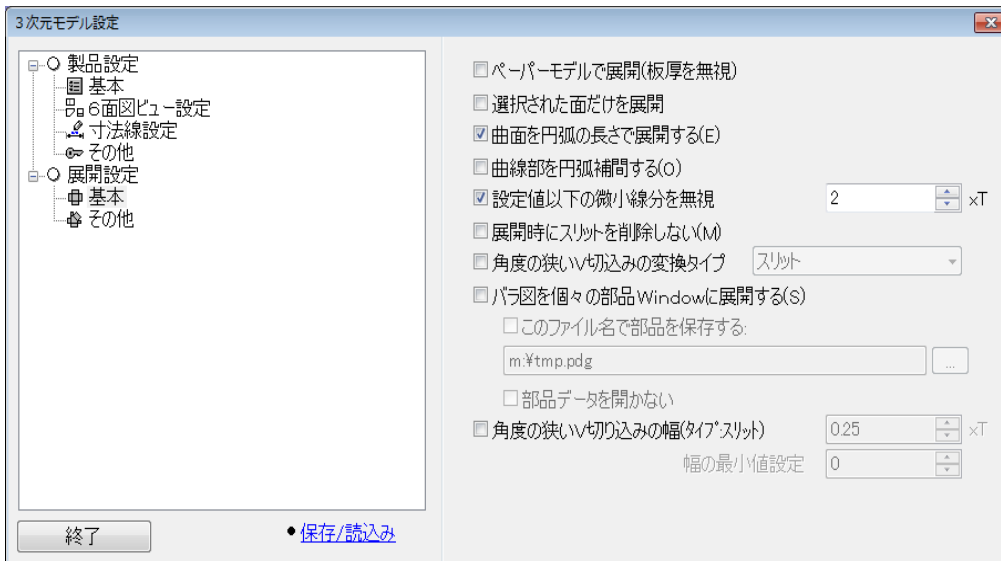 3次元モデル設定
製品設定
基本
6面図ビュー設定
寸法線設定
その他
展開設定
基本
その他
終了
●保存/読込み
ペーパーモデルで展開(板厚を無視)
選択された面だけを展開
曲面を円弧の長さで展開する(E)
曲線部を円弧補間する(O)
設定値以下の微小線分を無視 2 xT
展開時にスリットを削除しない(M)
角度の狭いV切込みの変換タイプ スリット
バラ図を個々の部品Windowに展開する(S)
このファイル名で部品を保存する:
m:¥tmp.pdg ...
部品データを開かない
角度の狭いV切り込みの幅(タイプ:スリット) 0.25 xT
幅の最小値設定 0